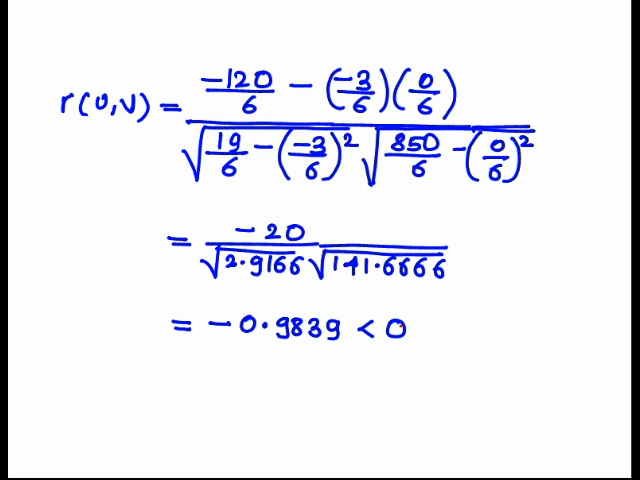 r(U,V) = (-120/6 - (-3/6)(0/6)) / (√(19/6 - (-3/6)²) √(850/6 - (0/6)²))
= -20 / (√2.9166 √141.6666)
= -0.9839 < 0